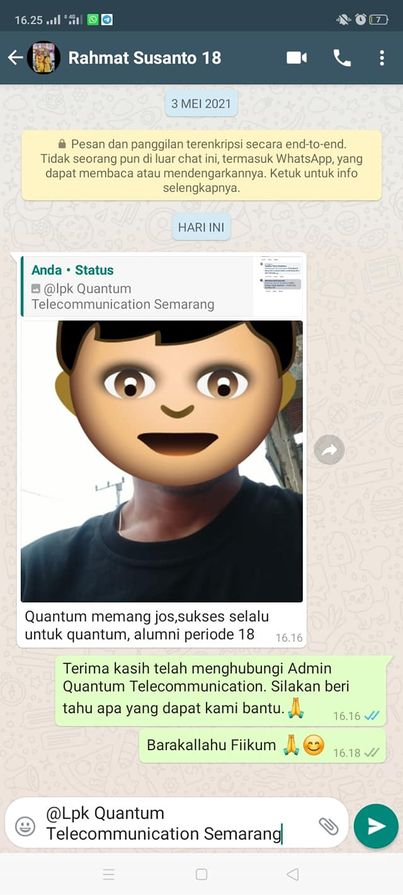 16.25
7
Rahmat Susanto 18
3 MEI 2021
Pesan dan panggilan terenkripsi secara end-to-end.
Tidak seorang pun di luar chat ini, termasuk WhatsApp, yang
dapat membaca atau mendengarkannya. Ketuk untuk info
selengkapnya.
HARI INI
Anda • Status
@lpk Quantum
Telecommunication Semarang
Quantum memang jos,sukses selalu
untuk quantum, alumni periode 18
16.16
Terima kasih telah menghubungi Admin
Quantum Telecommunication. Silakan beri
tahu apa yang dapat kami bantu.🙏
16.16
Barakallahu Fiikum 🙏😊
16.18
@Lpk Quantum
Telecommunication Semarang